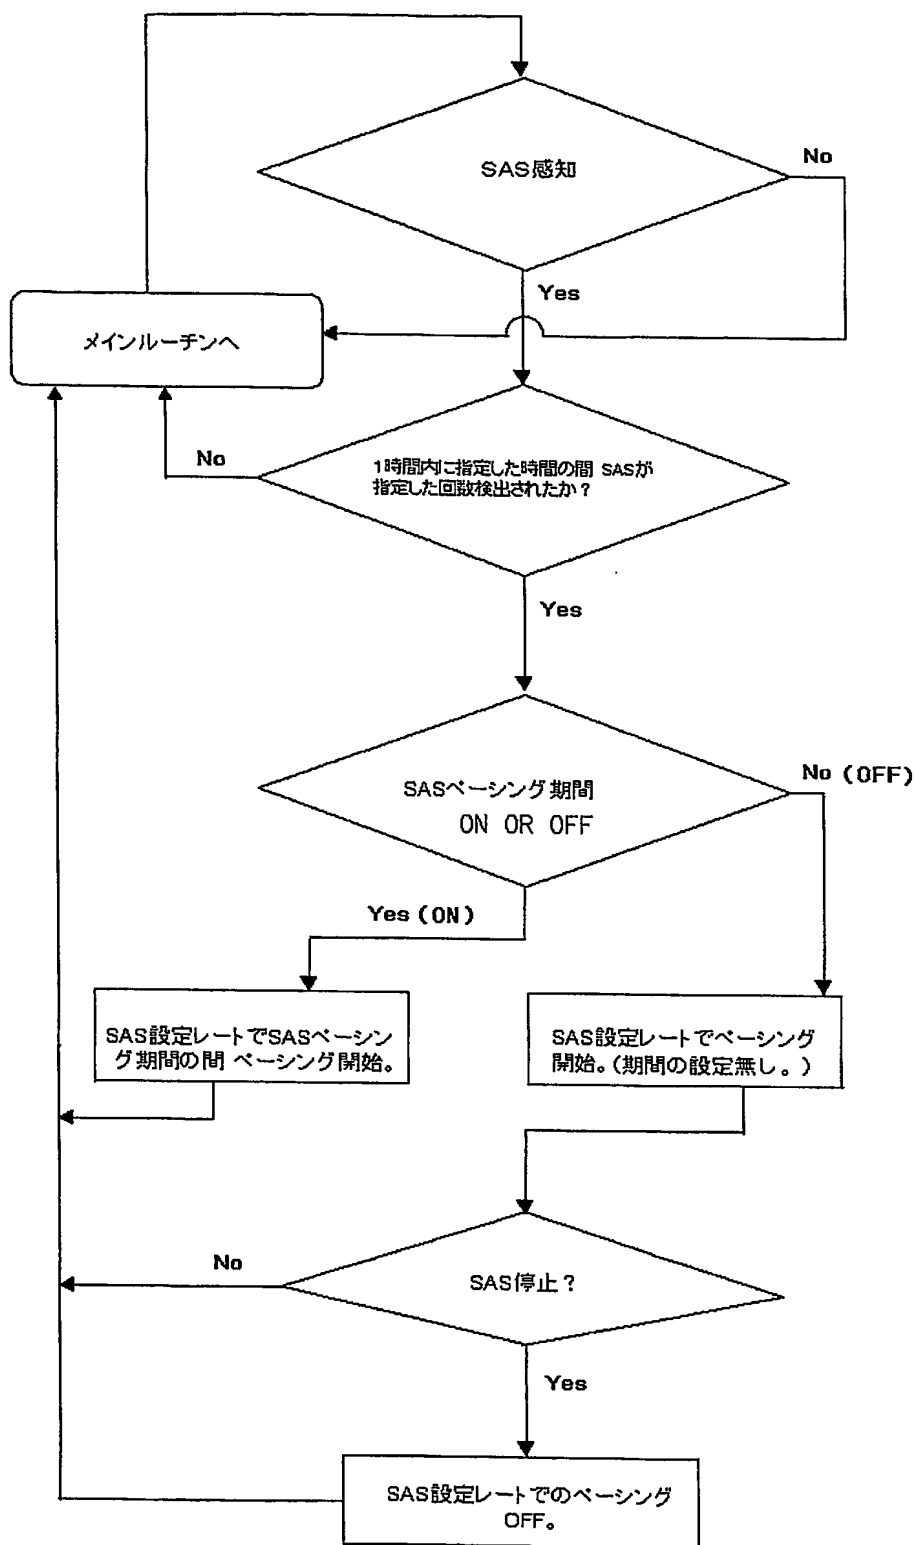 SAS感知
No
Yes
メインルーチンへ
No
1時間内に指定した時間の間 SASが
指定した回数検出されたか？
Yes
SASペーシング期間
ON OR OFF
No (OFF)
Yes (ON)
SAS設定レートでSASペーシン
グ期間の間 ペーシング開始。
SAS設定レートでペーシング
開始。(期間の設定無し。)
No
SAS停止？
Yes
SAS設定レートでのペーシング
OFF。